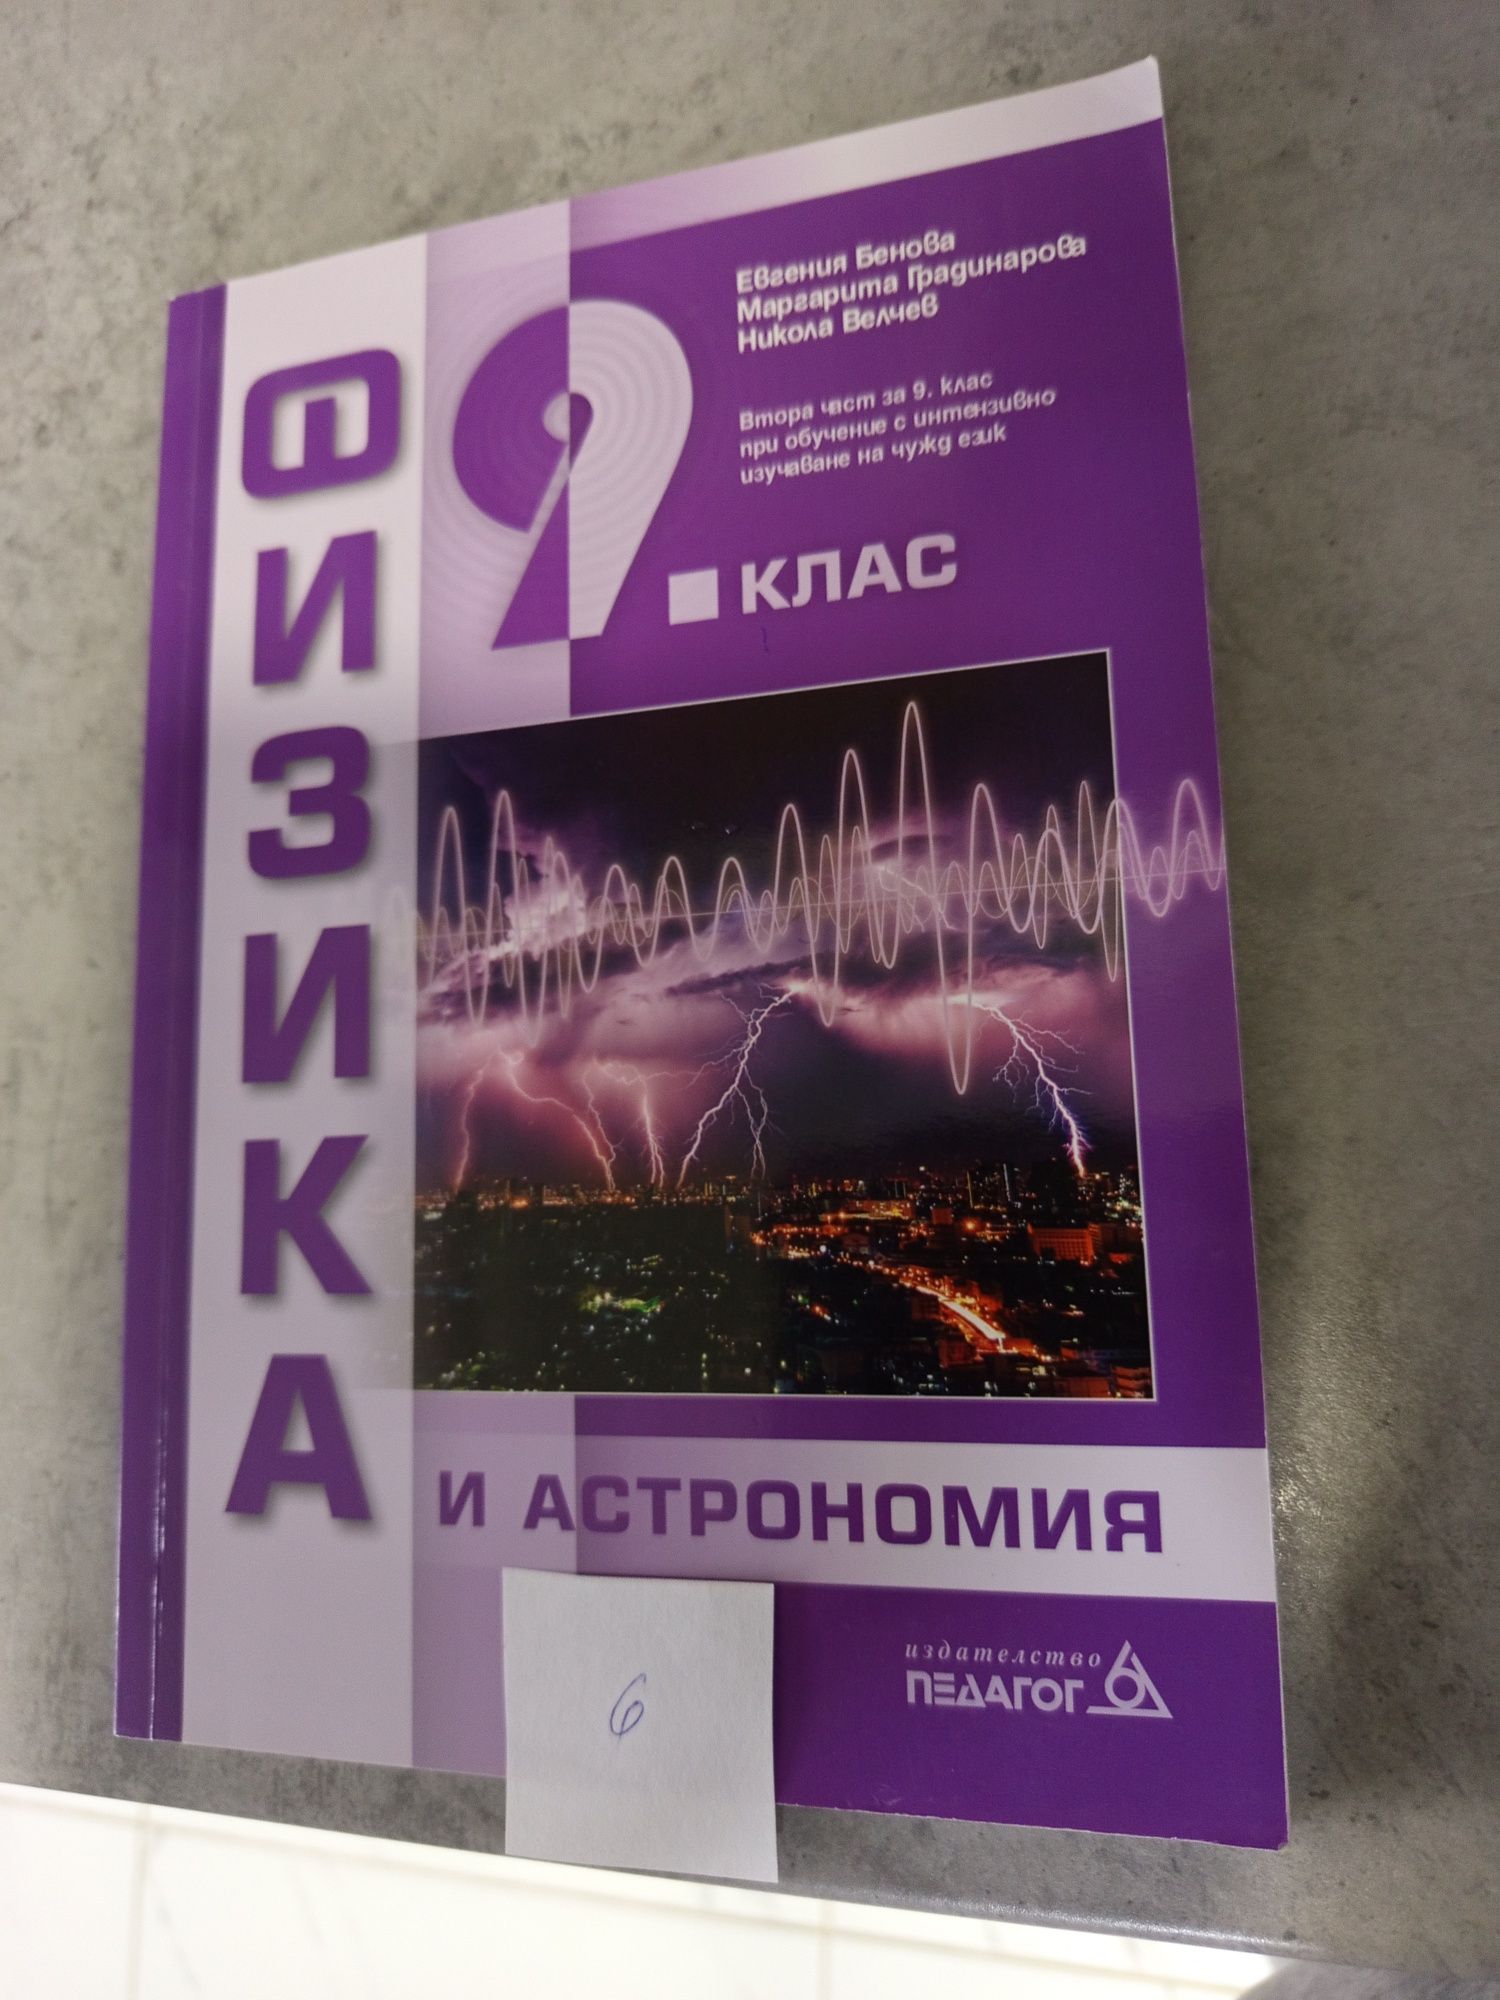 Евгения Бенова
Маргарита Градинарова
Никола Велчев
Втора част за 9. клас
при обучение с интензивно
изучаване на чужд език
9. КЛАС
ФИЗИКА
И АСТРОНОМИЯ
издателство
ПЕДАГОГ 6
6